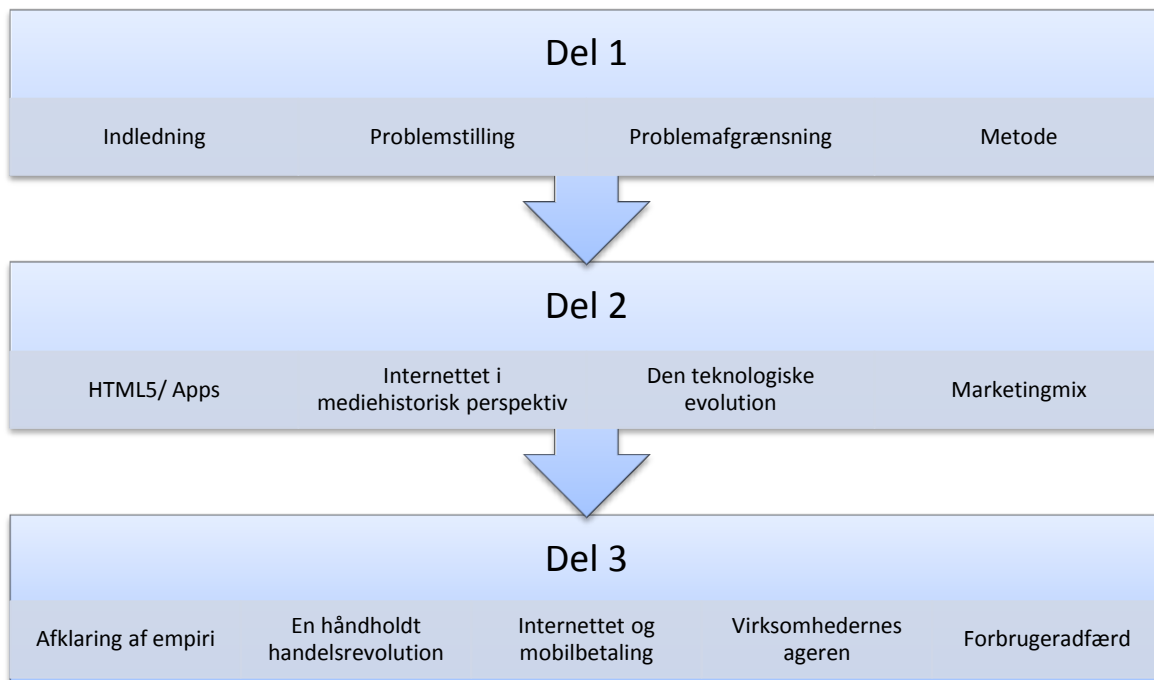 Del 1
Indledning
Problemstilling
Problemafgrænsning
Metode
Del 2
HTML5/ Apps
Internettet i
mediehistorisk perspektiv
Den teknologiske
evolution
Marketingmix
Del 3
Afklaring af empiri
En håndholdt
handelsrevolution
Internettet og
mobilbetaling
Virksomhedernes
ageren
Forbrugeradfærd